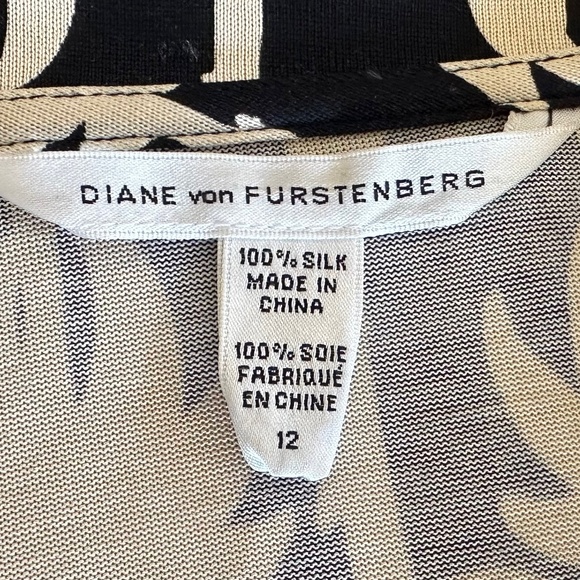 DIANE von FURSTENBERG
100% SILK
MADE IN
CHINA
100% SOIE
FABRIQUÉ
EN CHINE
12